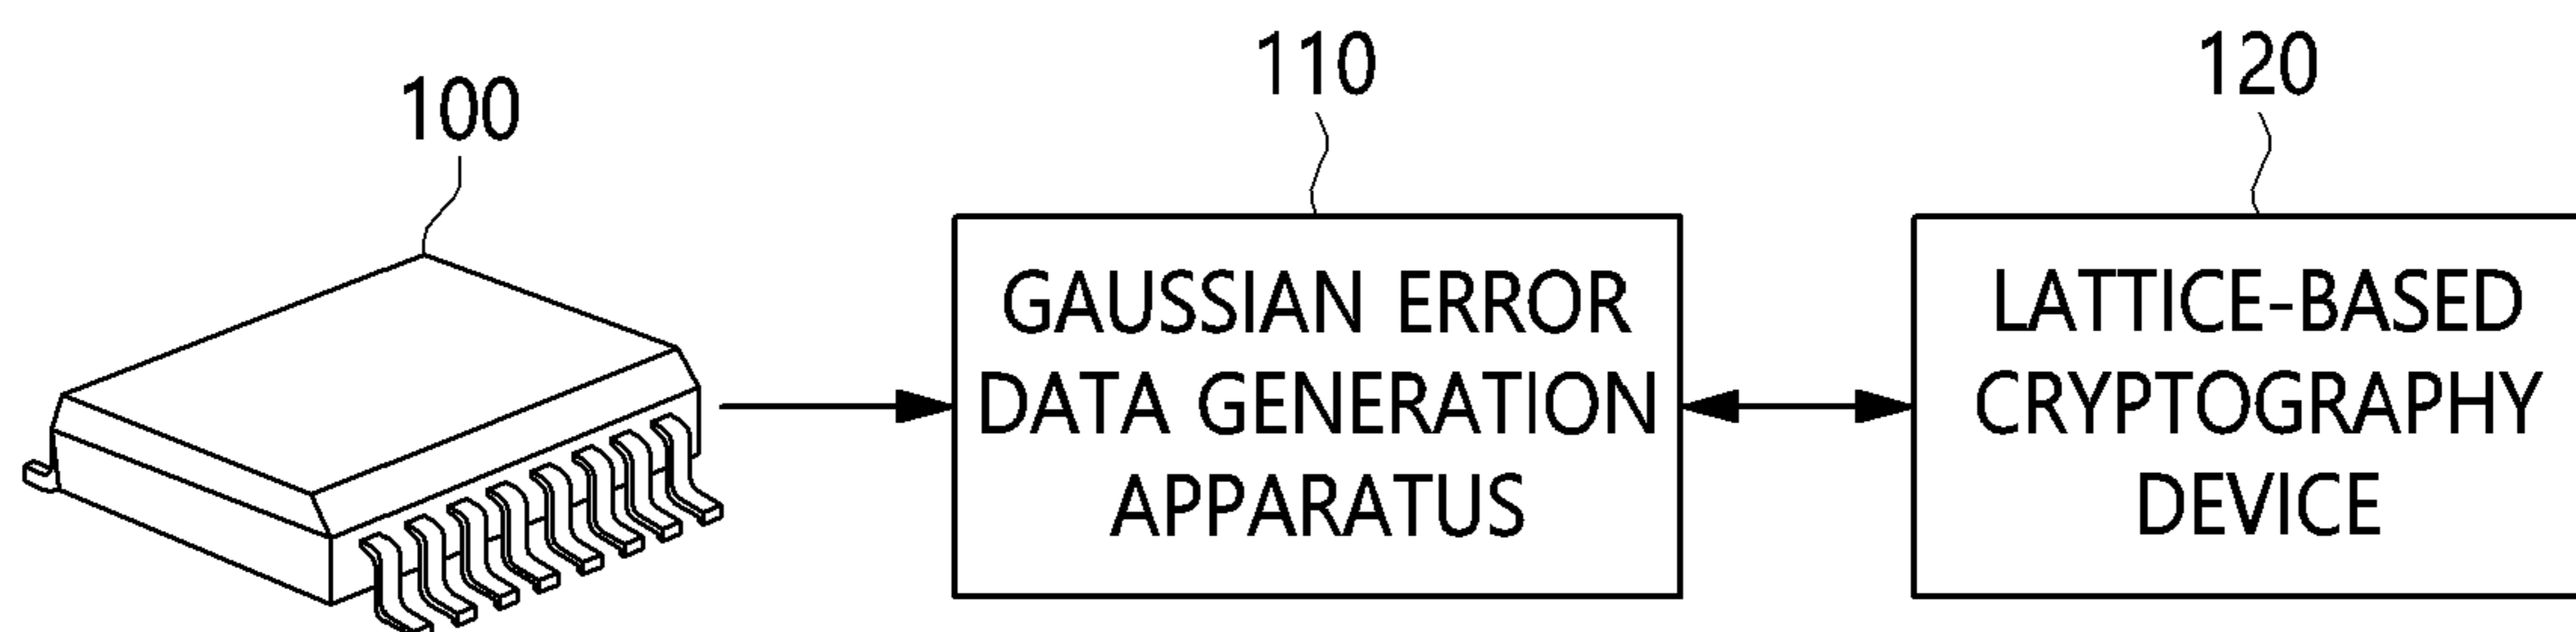 100
110
120
GAUSSIAN ERROR
DATA GENERATION
APPARATUS
LATTICE-BASED
CRYPTOGRAPHY
DEVICE